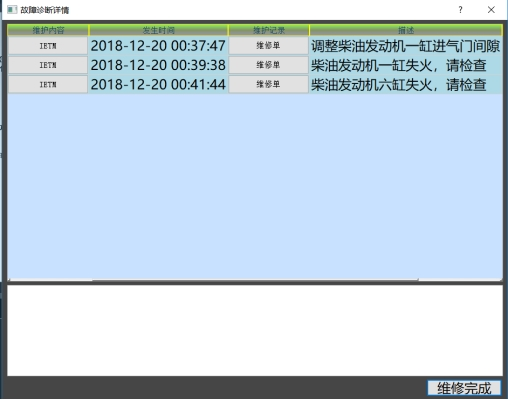 故障诊断详情
维护内容 发生时间 维护记录 描述
IETM 2018-12-20 00:37:47 维修单 调整柴油发动机一缸进气门间隙
IETM 2018-12-20 00:39:38 维修单 柴油发动机一缸失火，请检查
IETM 2018-12-20 00:41:44 维修单 柴油发动机六缸失火，请检查
维修完成